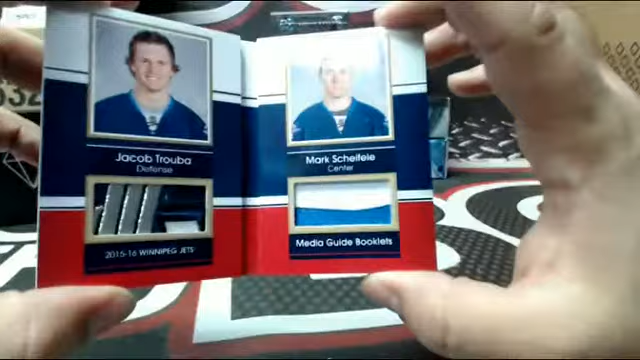 Jacob Trouba
Defense
2015-16 WINNIPEG JETS
Mark Scheifele
Center
Media Guide Booklets